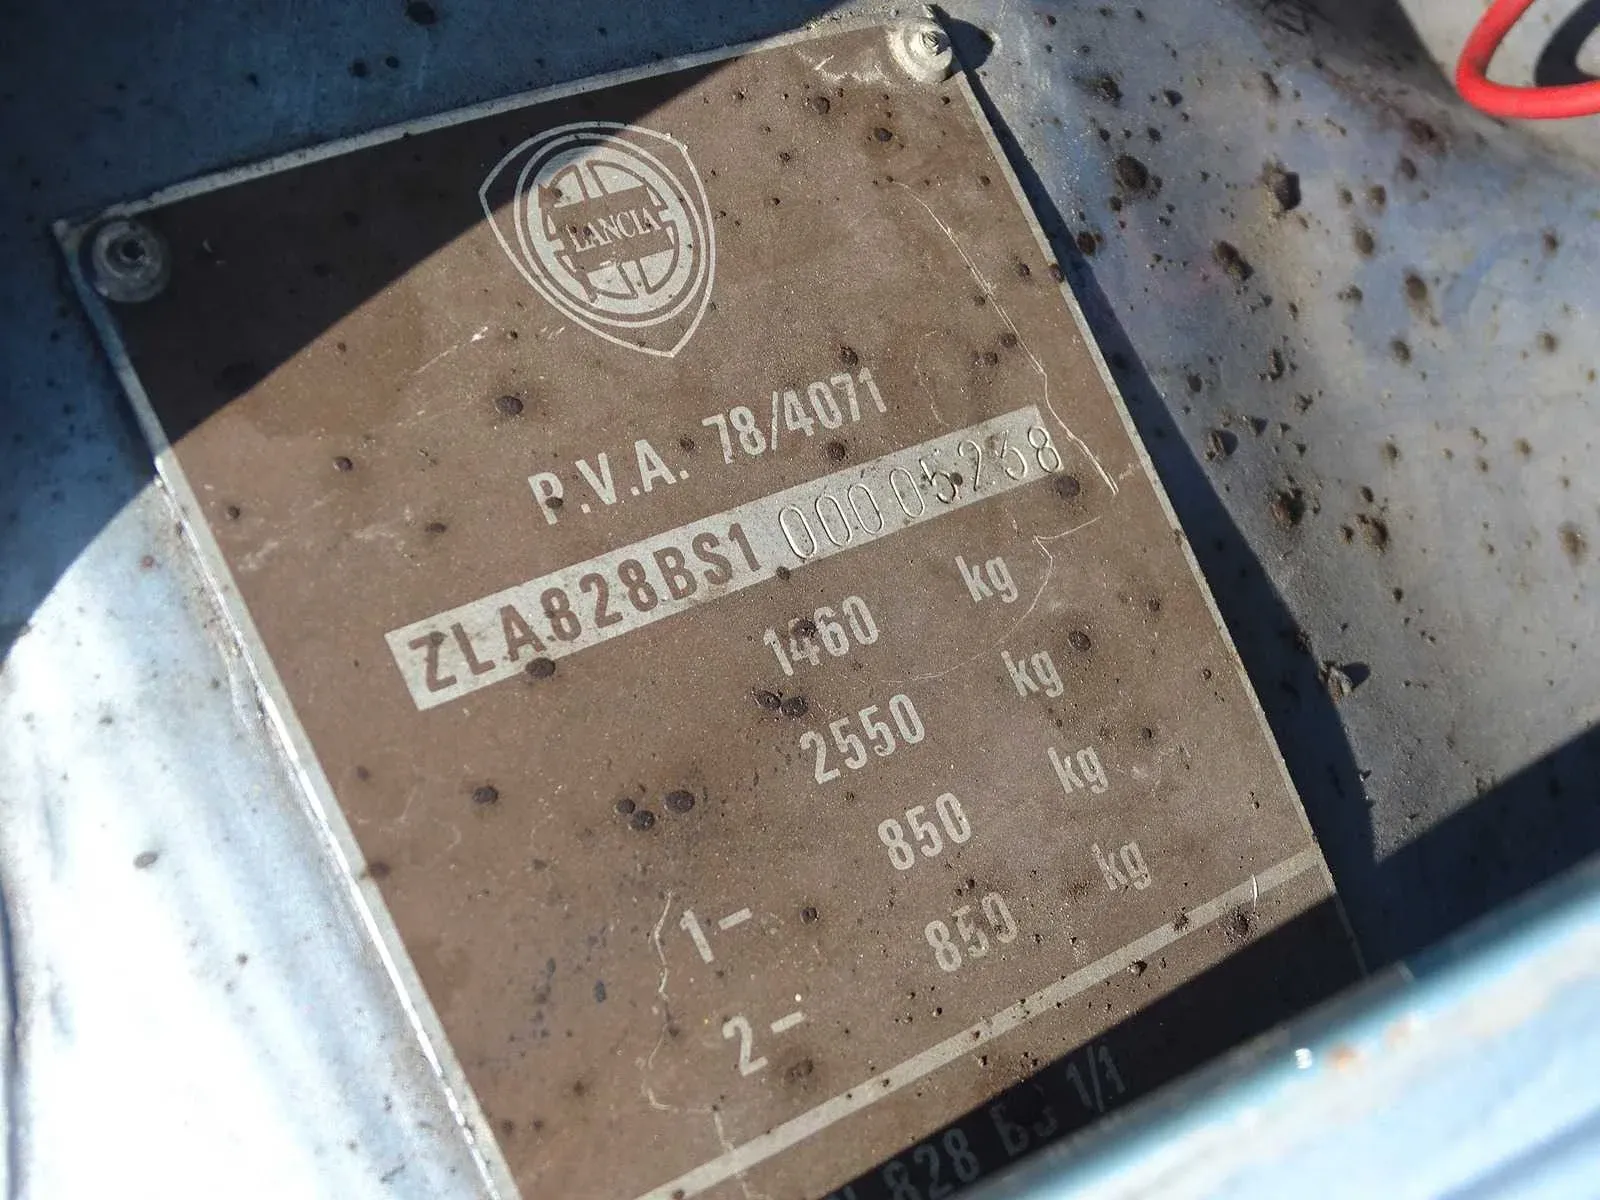 LANCIA
P.V.A. 78/4071
ZLA828BS1 00005238
1460 kg
2550 kg
1- 850 kg
2- 850 kg
828 BS 1/1